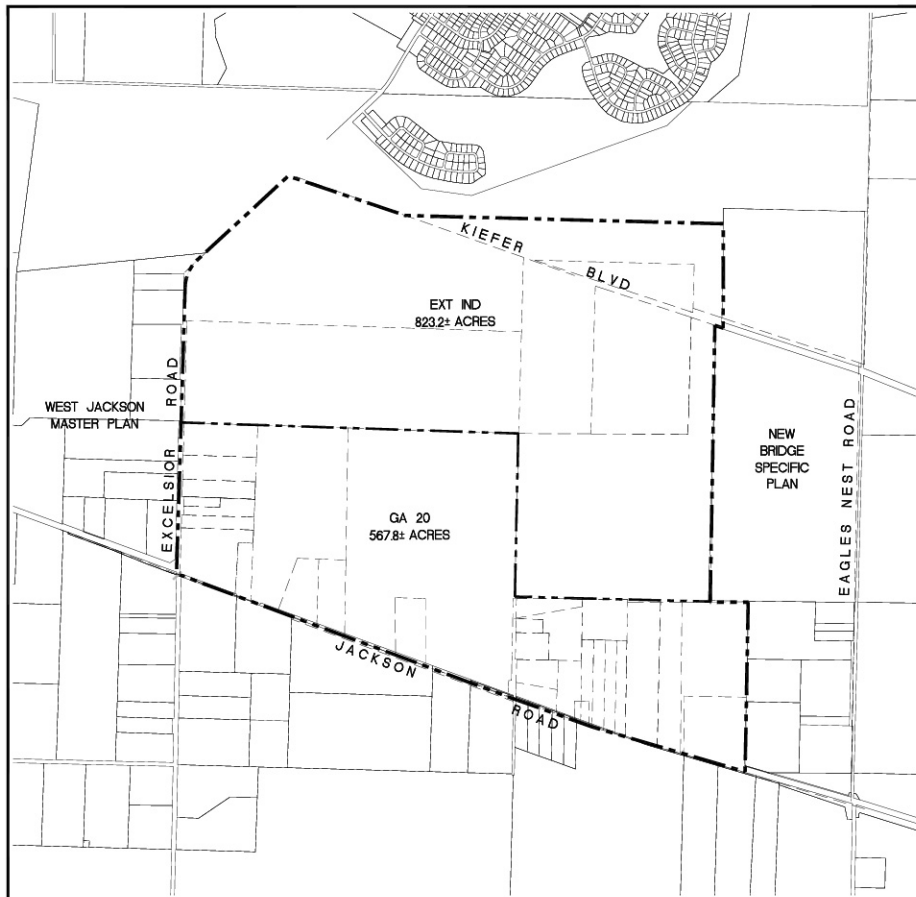 KIEFER
BLVD
EXT IND
823.2± ACRES
WEST JACKSON
MASTER PLAN
EXCELSIOR ROAD
NEW
BRIDGE
SPECIFIC
PLAN
EAGLES NEST ROAD
GA 20
567.8± ACRES
JACKSON
ROAD